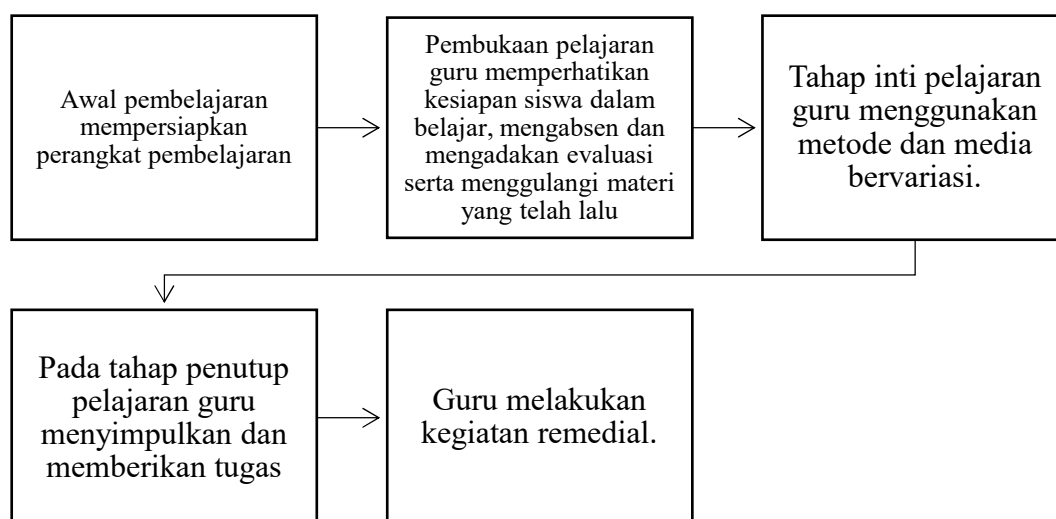 Awal pembelajaran
mempersiapkan
perangkat pembelajaran
Pembukaan pelajaran
guru memperhatikan
kesiapan siswa dalam
belajar, mengabsen dan
mengadakan evaluasi
serta menggulangi materi
yang telah lalu
Tahap inti pelajaran
guru menggunakan
metode dan media
bervariasi.
Pada tahap penutup
pelajaran guru
menyimpulkan dan
memberikan tugas
Guru melakukan
kegiatan remedial.